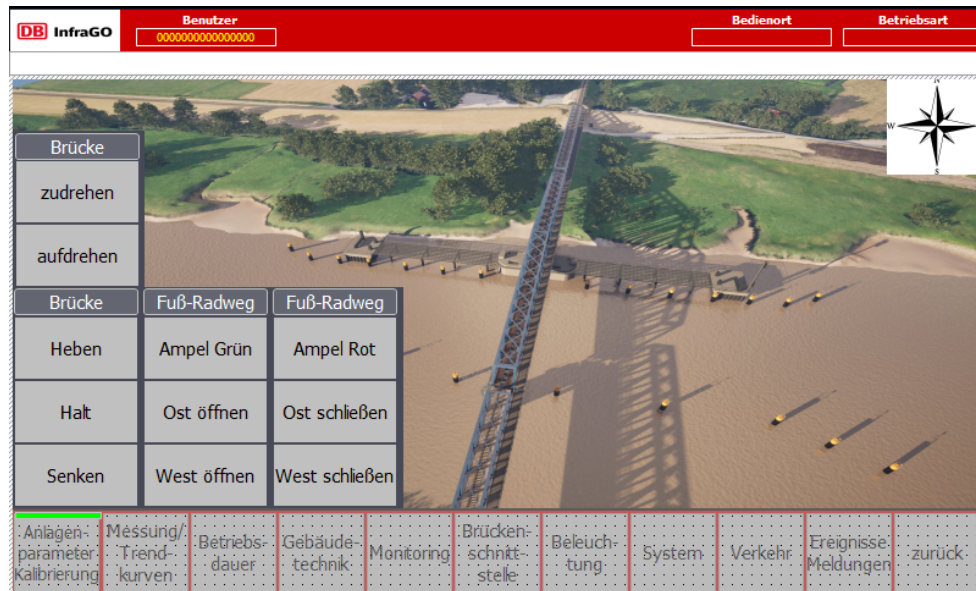 DB InfraGO
Benutzer
0000000000000000
Bedienort
Betriebsart
N
W
S
Brücke
zudrehen
aufdrehen
Brücke
Fuß-Radweg
Fuß-Radweg
Heben
Ampel Grün
Ampel Rot
Halt
Ost öffnen
Ost schließen
Senken
West öffnen
West schließen
Anlagen-
parameter
Kalibrierung
Messung/
Trend-
kurven
Betriebs-
dauer
Gebäude-
technik
Monitoring
Brücken-
schnitt-
stelle
Beleuch-
tung
System
Verkehr
Ereignisse
Meldungen
zurück